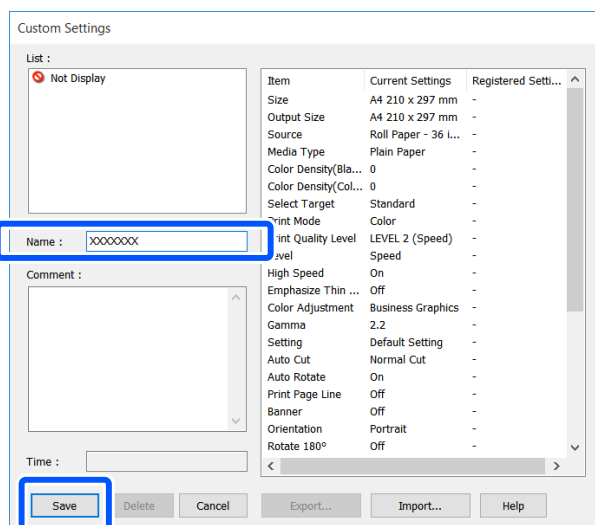 Custom Settings
List :
Not Display
Item Current Settings Registered Setti...
Size A4 210 x 297 mm -
Output Size A4 210 x 297 mm -
Source Roll Paper - 36 i... -
Media Type Plain Paper -
Color Density(Bla... 0 -
Color Density(Col... 0 -
Select Target Standard -
Print Mode Color -
Name : XXXXXXX
Print Quality Level LEVEL 2 (Speed) -
Level Speed -
Comment :
High Speed On -
Emphasize Thin ... Off -
Color Adjustment Business Graphics -
Gamma 2.2 -
Setting Default Setting -
Auto Cut Normal Cut -
Auto Rotate On -
Print Page Line Off -
Banner Off -
Orientation Portrait -
Rotate 180° Off -
Time :
Save Delete Cancel Export... Import... Help